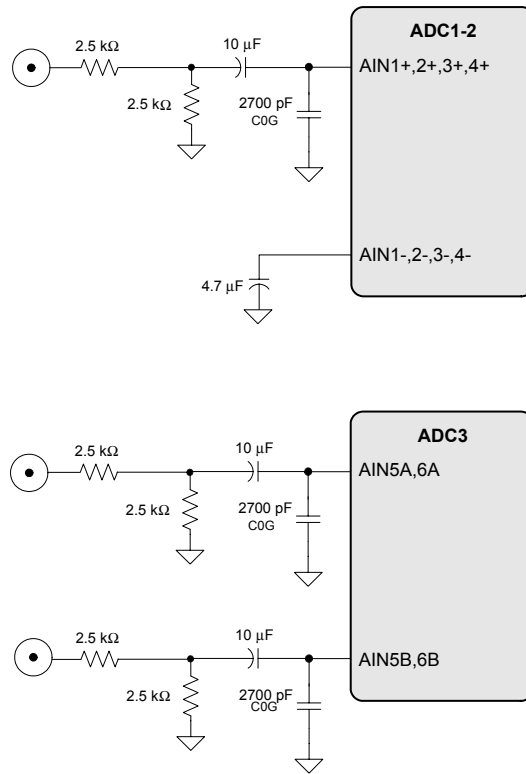 ADC1-2
10 µF
2.5 kΩ
AIN1+,2+,3+,4+
2.5 kΩ
2700 pF
C0G
AIN1-,2-,3-,4-
4.7 µF
ADC3
10 µF
2.5 kΩ
AIN5A,6A
2.5 kΩ
2700 pF
C0G
10 µF
2.5 kΩ
AIN5B,6B
2.5 kΩ
2700 pF
C0G